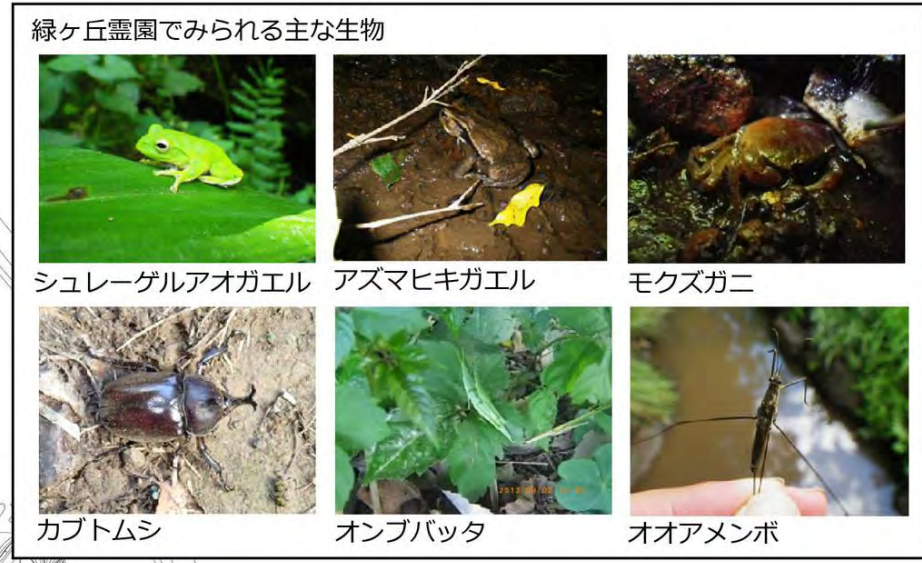 緑ヶ丘霊園でみられる主な生物
シュレーゲルアオガエル
アズマヒキガエル
モクズガニ
カブトムシ
オンブバッタ
オオアメンボ